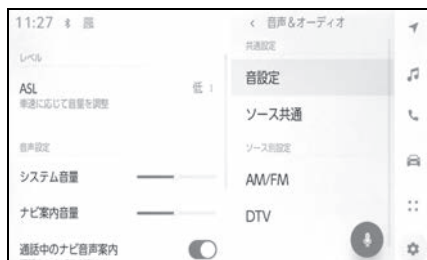 11:27
レベル
ASL
低
車速に応じて音量を調整
音声設定
システム音量
ナビ案内音量
通話中のナビ音声案内
音声&オーディオ
共通設定
音設定
ソース共通
ソース別設定
AM/FM
DTV